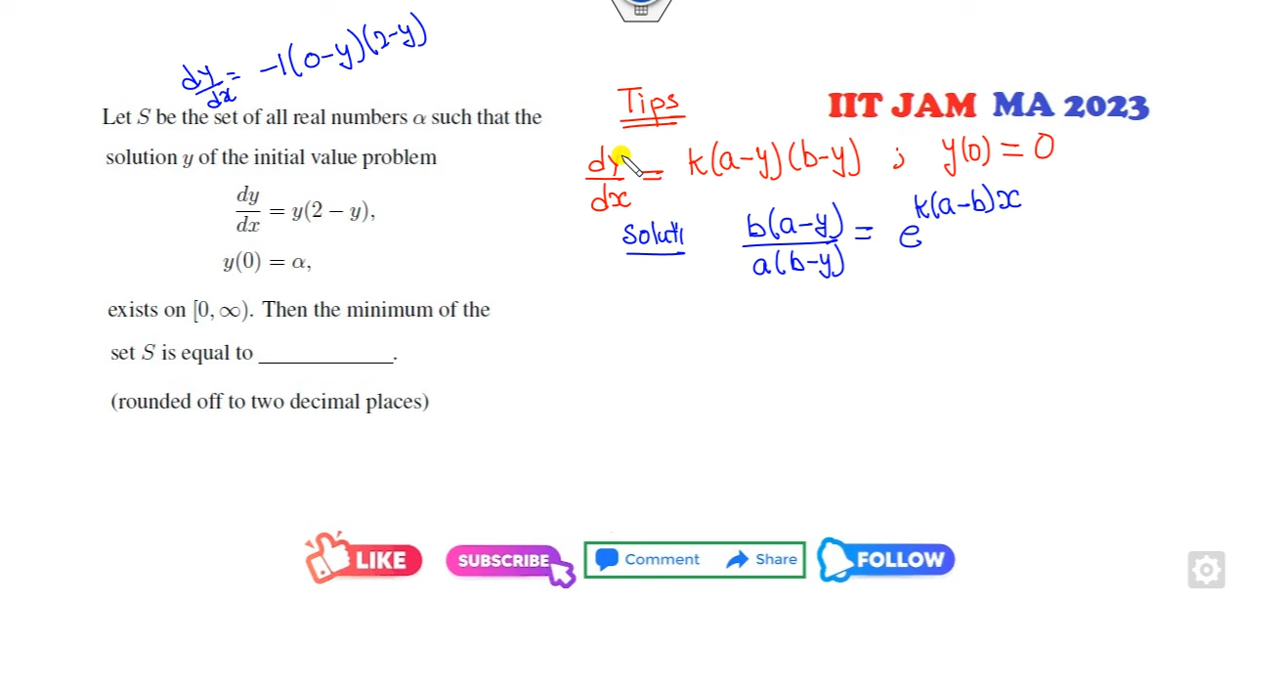 dy/dx = -1(0-y)(2-y)
Let S be the set of all real numbers α such that the
solution y of the initial value problem
dy/dx = y(2 − y),
y(0) = α,
exists on [0, ∞). Then the minimum of the
set S is equal to ____________.
(rounded off to two decimal places)
Tips
IIT JAM MA 2023
dy/dx = k(a-y)(b-y) ; y(0) = 0
Soluti b(a-y)/a(b-y) = e^k(a-b)x
LIKE
SUBSCRIBE
Comment
Share
FOLLOW